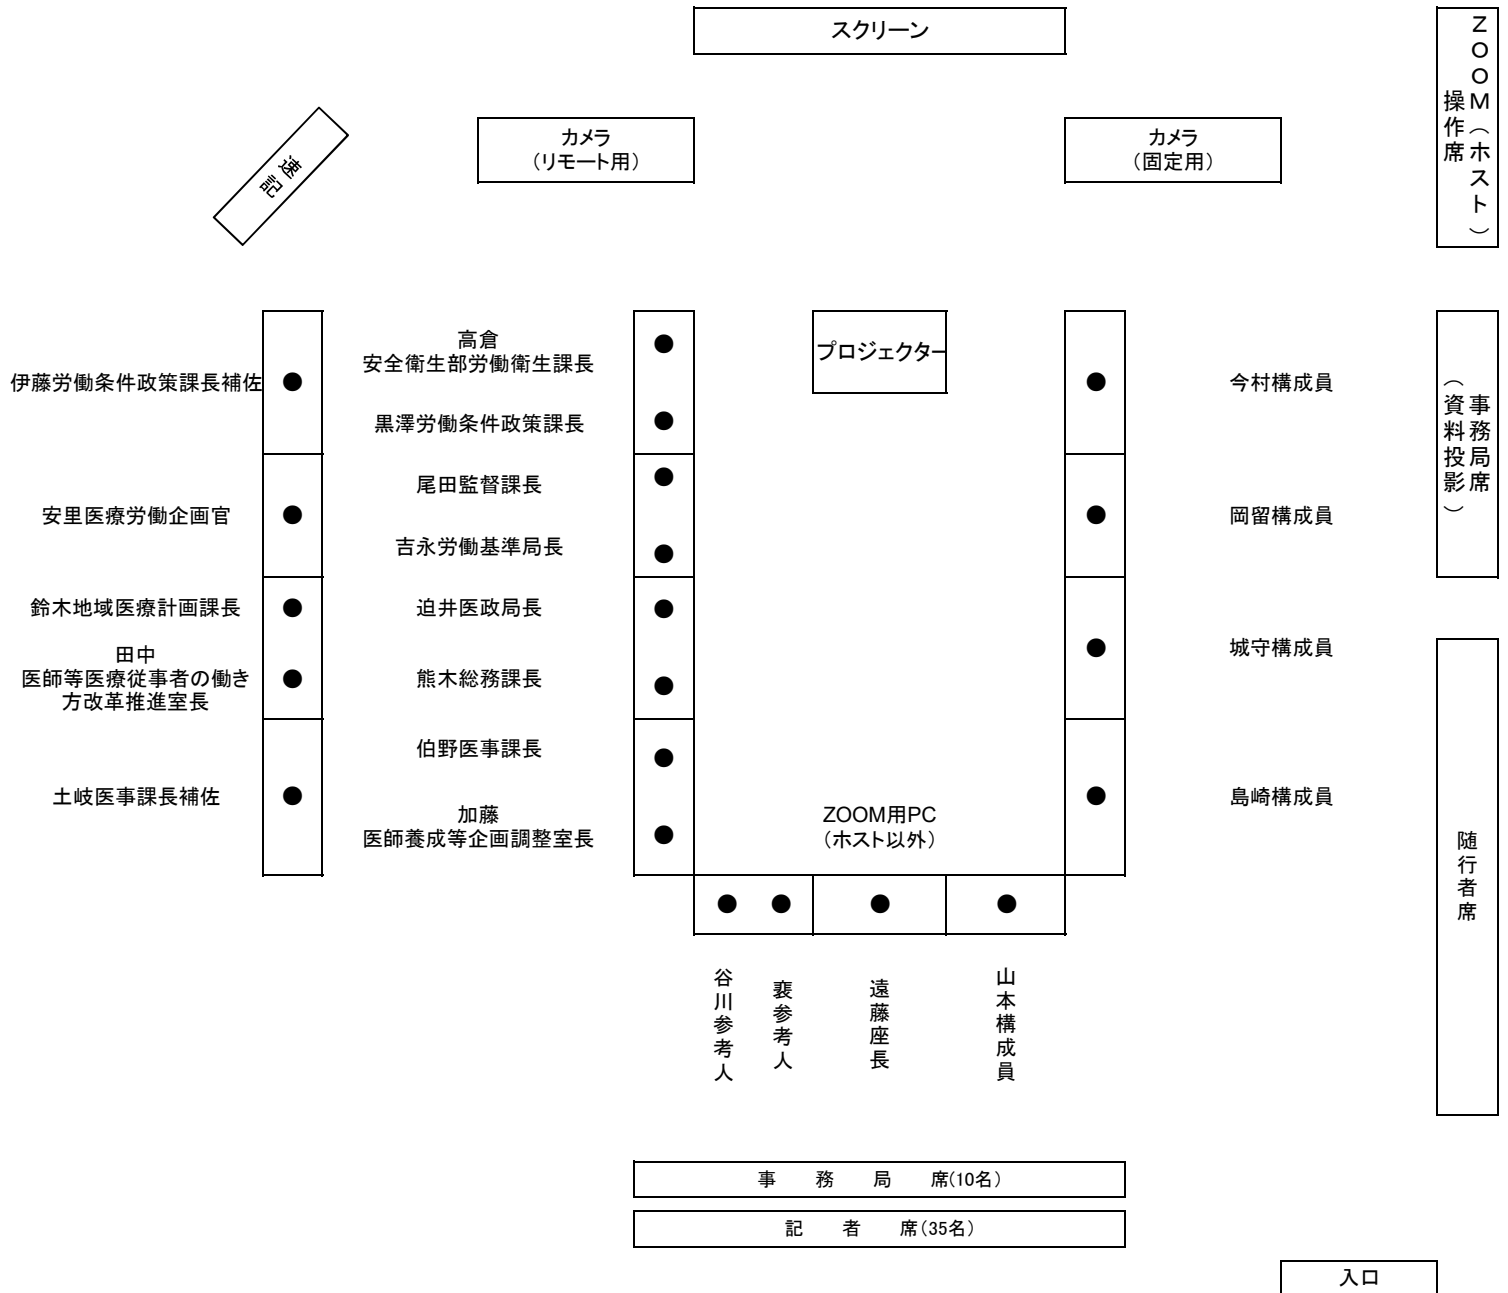 スクリーン
ZOOM（ホスト）
操作席
カメラ
（リモート用）
カメラ
（固定用）
速記
高倉
安全衛生部労働衛生課長
プロジェクター
伊藤労働条件政策課長補佐
今村構成員
黒澤労働条件政策課長
事務局席
（資料投影）
尾田監督課長
安里医療労働企画官
岡留構成員
吉永労働基準局長
鈴木地域医療計画課長
迫井医政局長
田中
医師等医療従事者の働き
方改革推進室長
城守構成員
熊木総務課長
伯野医事課長
土岐医事課長補佐
島崎構成員
加藤
医師養成等企画調整室長
ZOOM用PC
（ホスト以外）
随行者席
谷川参考人
裵参考人
遠藤座長
山本構成員
事　務　局　席(10名)
記　者　席(35名)
入口